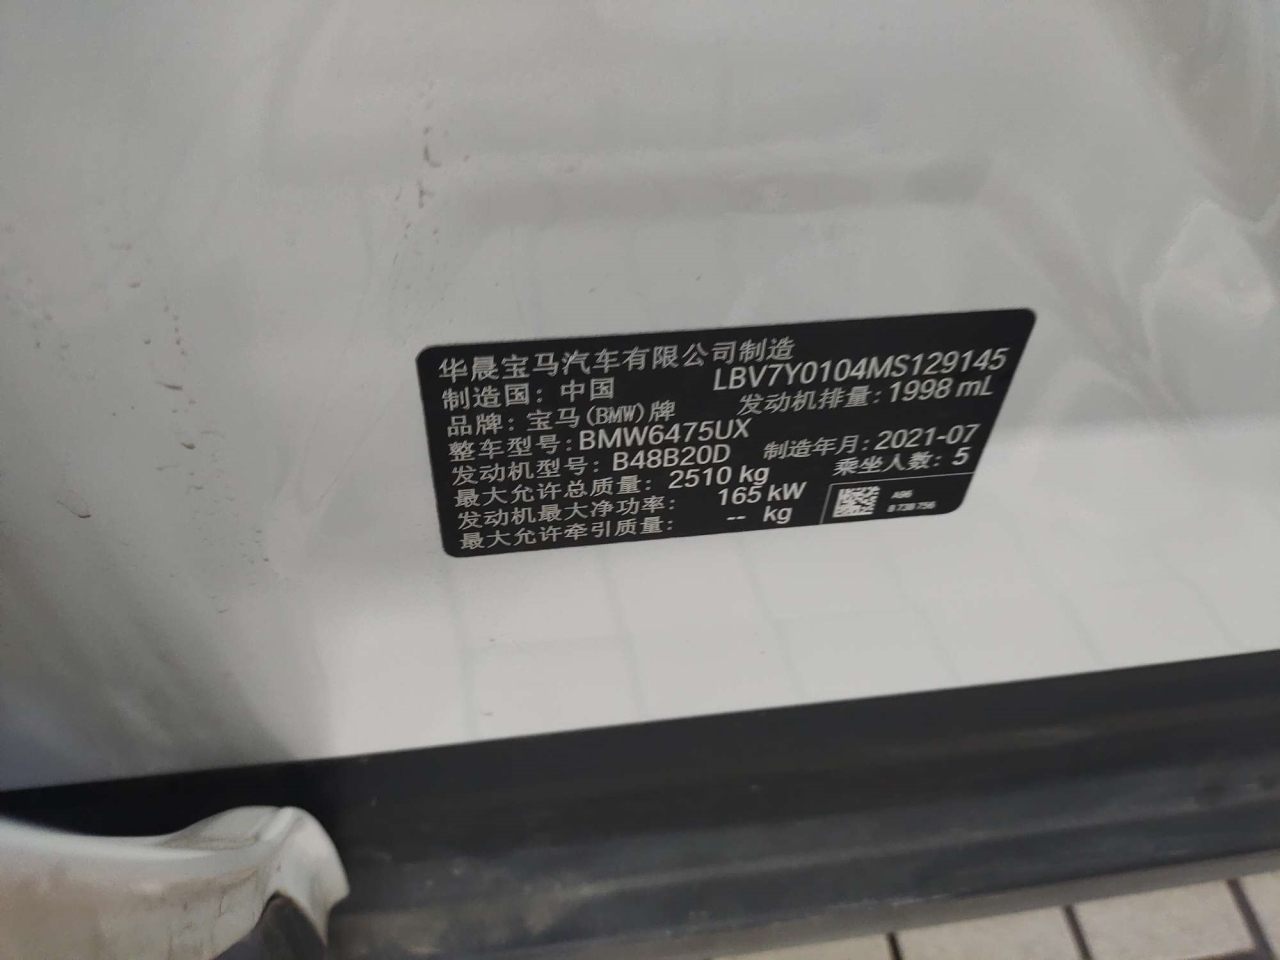 华晨宝马汽车有限公司制造
制造国：中国 LBV7Y0104MS129145
品牌：宝马(BMW)牌 发动机排量：1998 mL
整车型号：BMW6475UX
发动机型号：B48B20D 制造年月：2021-07
最大允许总质量：2510 kg 乘坐人数：5
发动机最大净功率：165 kW
最大允许牵引质量：-- kg
A96
8 738 756